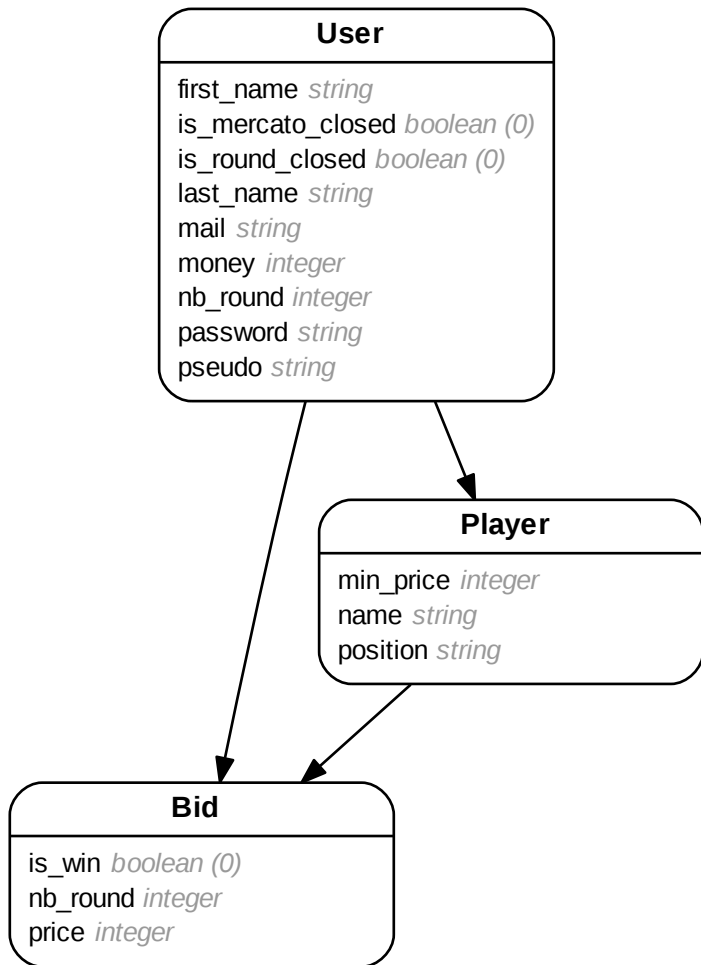 User
first_name string
is_mercato_closed boolean (0)
is_round_closed boolean (0)
last_name string
mail string
money integer
nb_round integer
password string
pseudo string
Player
min_price integer
name string
position string
Bid
is_win boolean (0)
nb_round integer
price integer